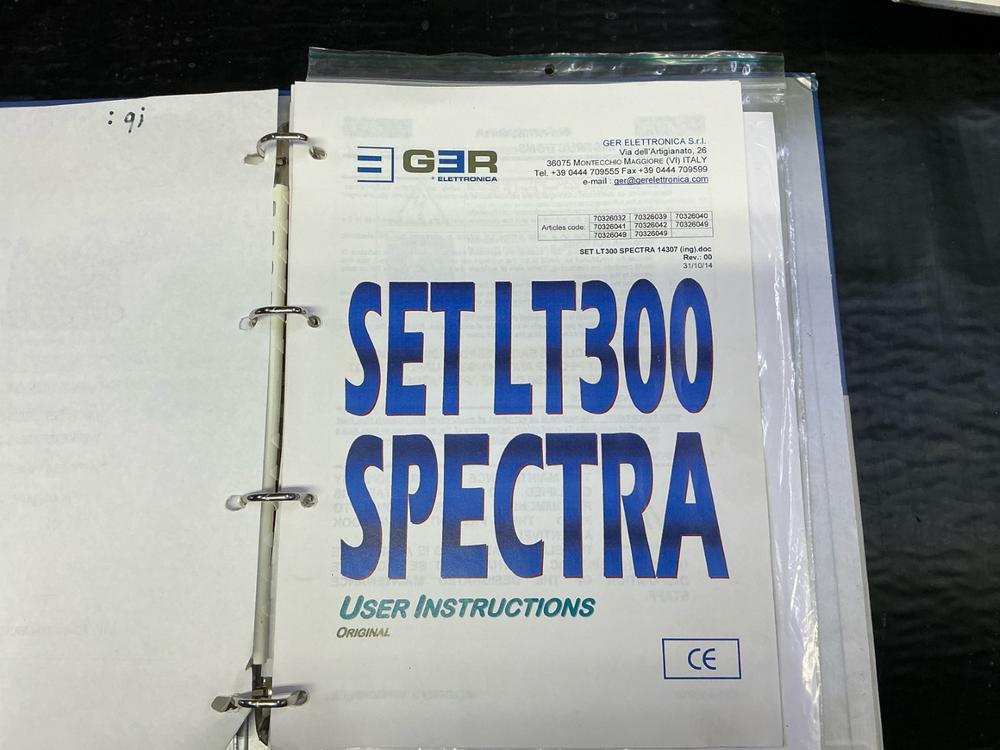 GER
ELETTRONICA
GER ELETTRONICA S.r.l.
Via dell'Artigianato, 26
36075 MONTECCHIO MAGGIORE (VI) ITALY
Tel. +39 0444 709555 Fax +39 0444 709599
e-mail : ger@gerelettronica.com
Articles code:
70326032 70326039 70326040
70326041 70326042 70326049
70326049 70326049
SET LT300 SPECTRA 14307 (ing).doc
Rev.: 00
31/10/14
SET LT300
SPECTRA
USER INSTRUCTIONS
ORIGINAL
CE